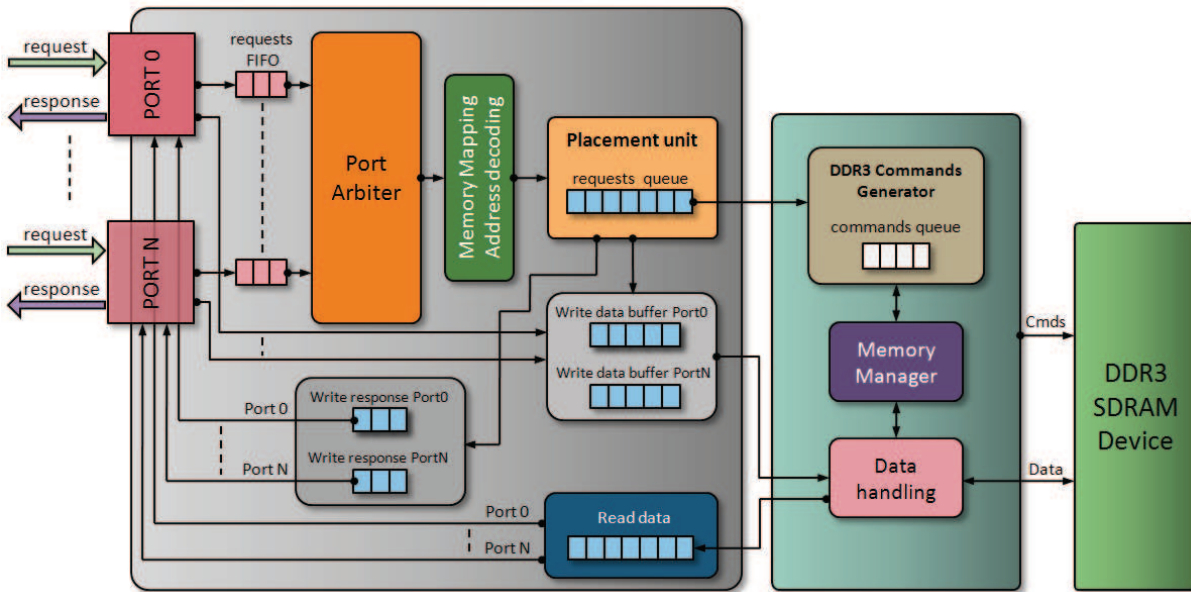 request
response
PORT 0
requests
FIFO
Port
Arbiter
Memory Mapping
Address decoding
Placement unit
requests queue
DDR3 Commands
Generator
commands queue
request
response
PORT N
Write data buffer Port0
Write data buffer PortN
Memory
Manager
Cmds
DDR3
SDRAM
Device
Write response Port0
Port 0
Write response PortN
Port N
Data
handling
Data
Port 0
Port N
Read data